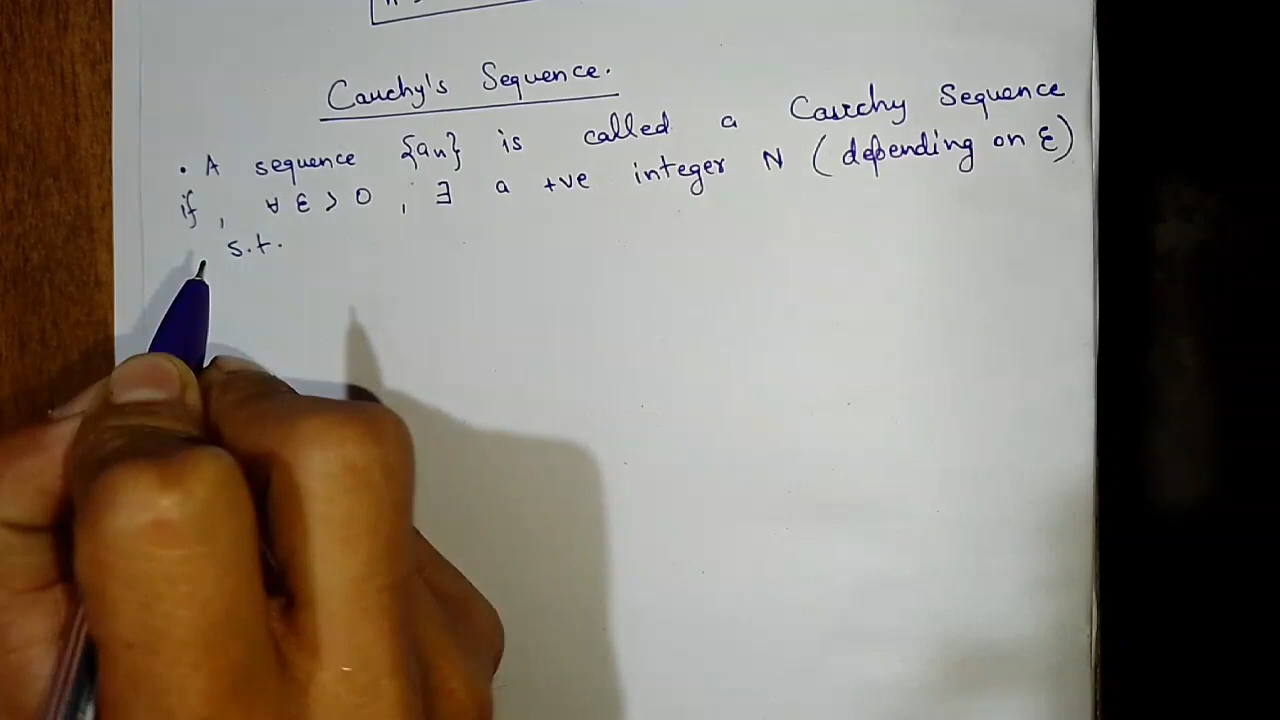 Cauchy's Sequence.
• A sequence {aₙ} is called a Cauchy Sequence
if, ∀ ε > 0 , ∃ a +ve integer N (depending on ε)
s.t.